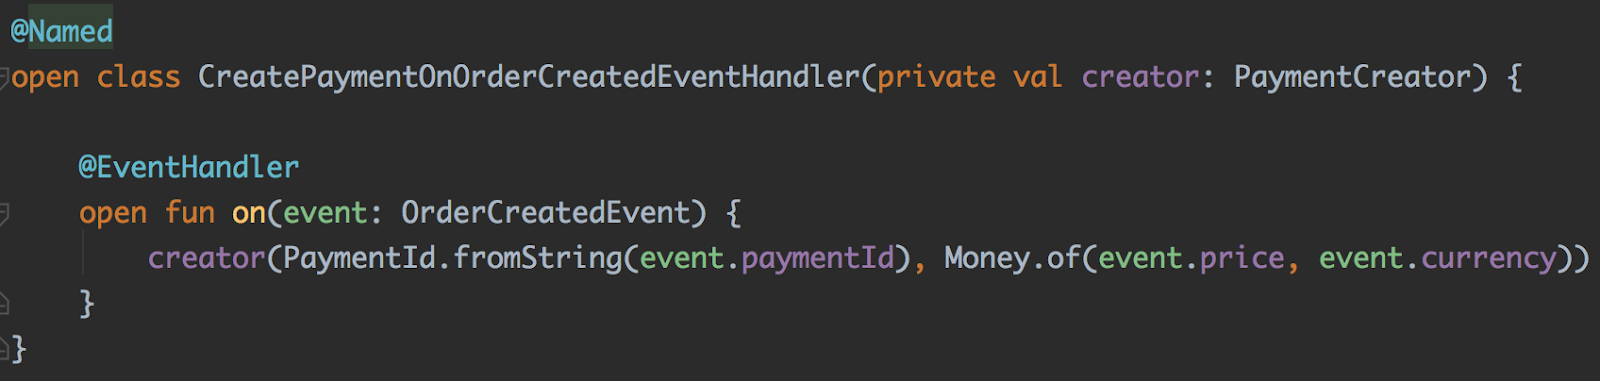 @Named
open class CreatePaymentOnOrderCreatedEventHandler(private val creator: PaymentCreator) {
@EventHandler
open fun on(event: OrderCreatedEvent) {
creator(PaymentId.fromString(event.paymentId), Money.of(event.price, event.currency))
}
}